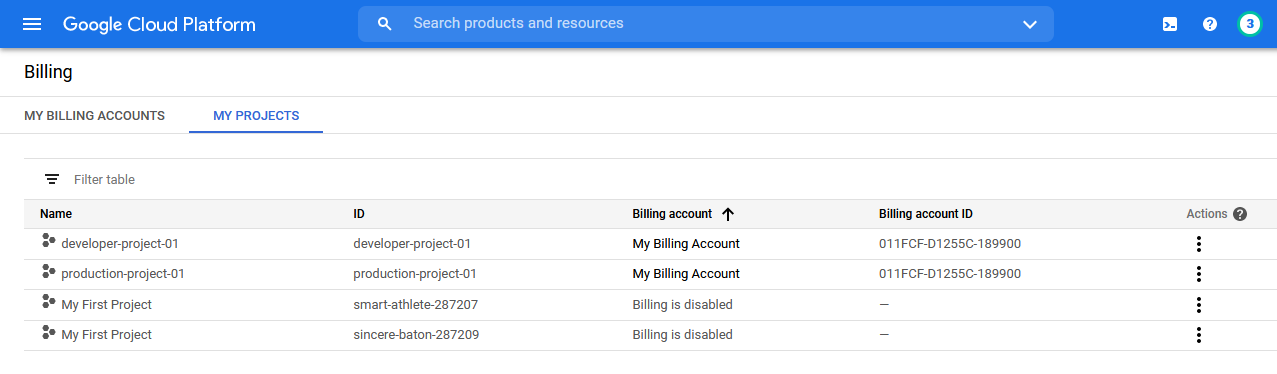 Google Cloud Platform Search products and resources 3
Billing
MY BILLING ACCOUNTS MY PROJECTS
Filter table
Name ID Billing account Billing account ID Actions ?
developer-project-01 developer-project-01 My Billing Account 011FCF-D1255C-189900
production-project-01 production-project-01 My Billing Account 011FCF-D1255C-189900
My First Project smart-athlete-287207 Billing is disabled —
My First Project sincere-baton-287209 Billing is disabled —